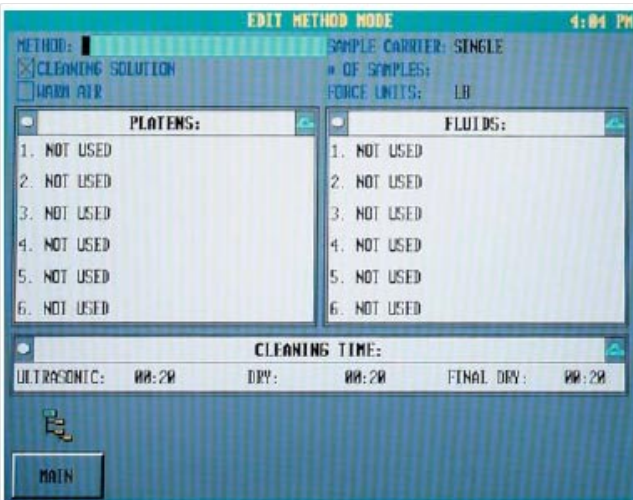 EDIT METHOD MODE 4:04 PM
METHOD: SAMPLE CARRIER: SINGLE
CLEANING SOLUTION # OF SAMPLES:
WARM AIR FORCE UNITS: LB
PLATENS: FLUIDS:
1. NOT USED 1. NOT USED
2. NOT USED 2. NOT USED
3. NOT USED 3. NOT USED
4. NOT USED 4. NOT USED
5. NOT USED 5. NOT USED
6. NOT USED 6. NOT USED
CLEANING TIME:
ULTRASONIC: 00:20 DRY: 00:20 FINAL DRY: 00:20
MAIN